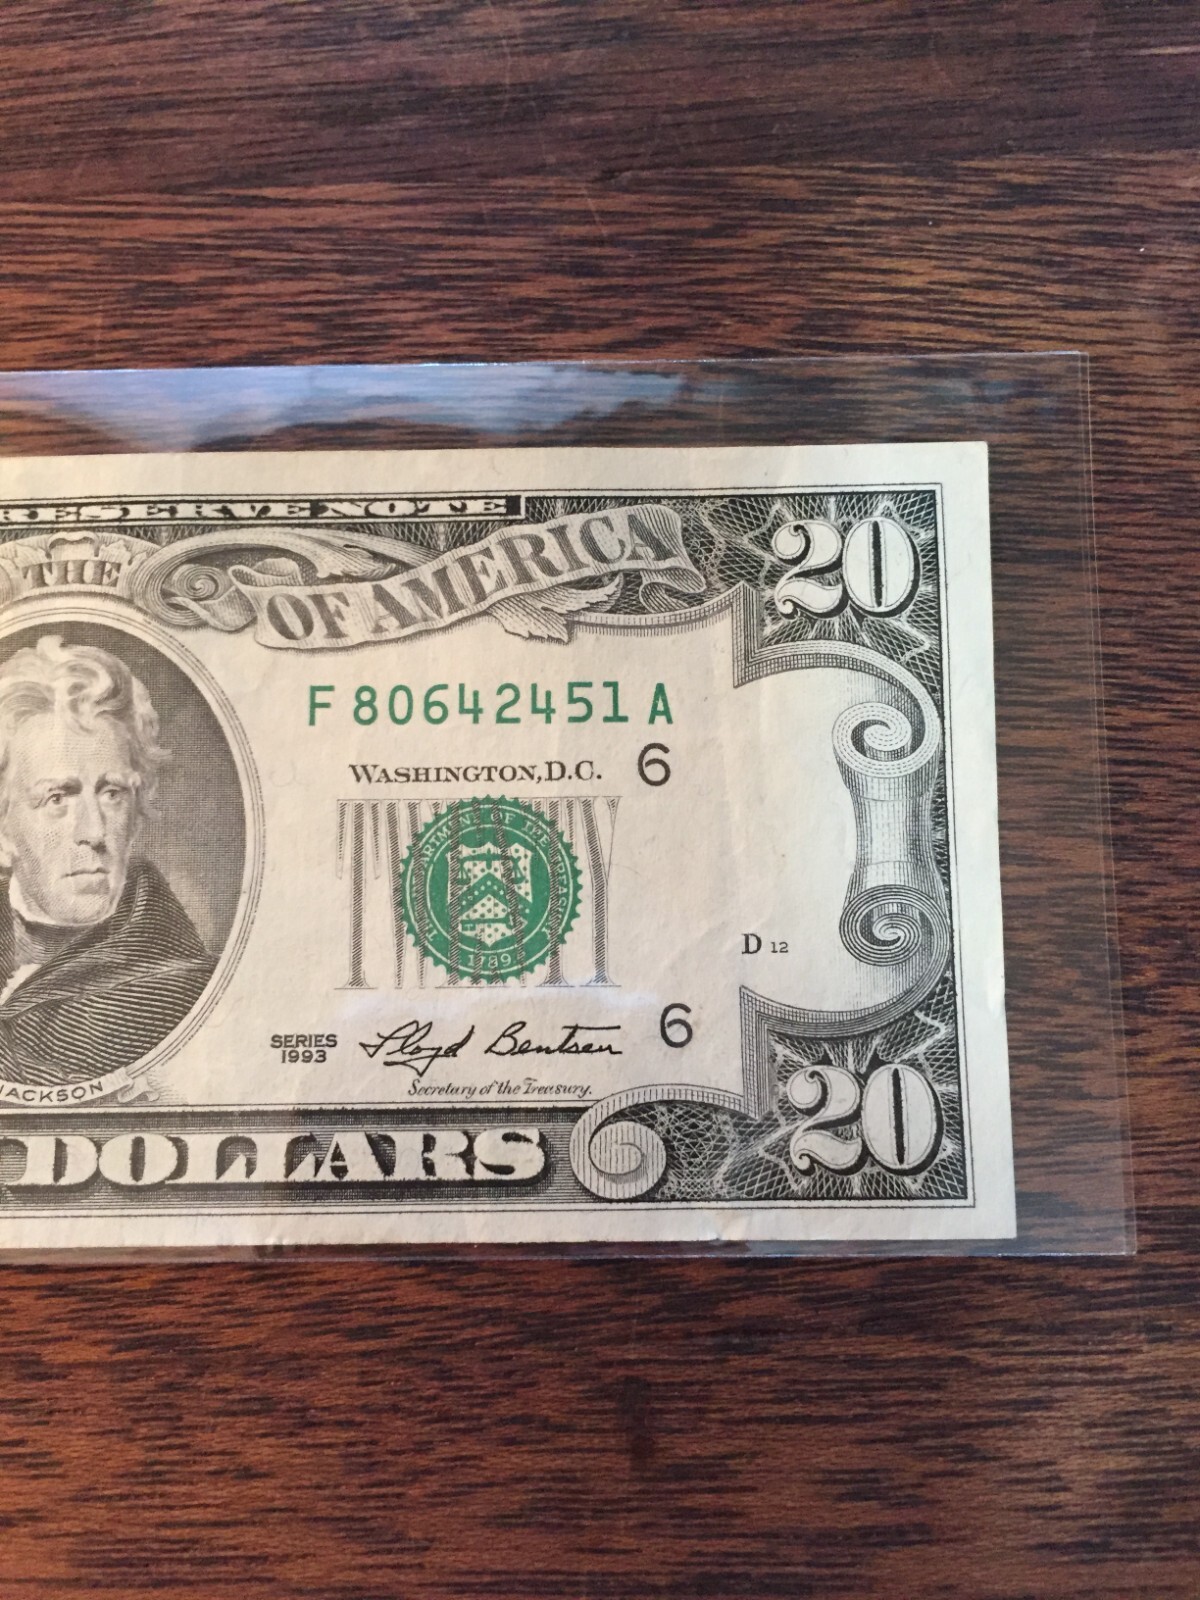 RESERVE NOTE
THE
OF AMERICA
20
F 80642451 A
WASHINGTON, D.C. 6
TWENTY
1789
D 12
SERIES
1993
Lloyd Bentsen
6
Secretary of the Treasury.
JACKSON
20
DOLLARS